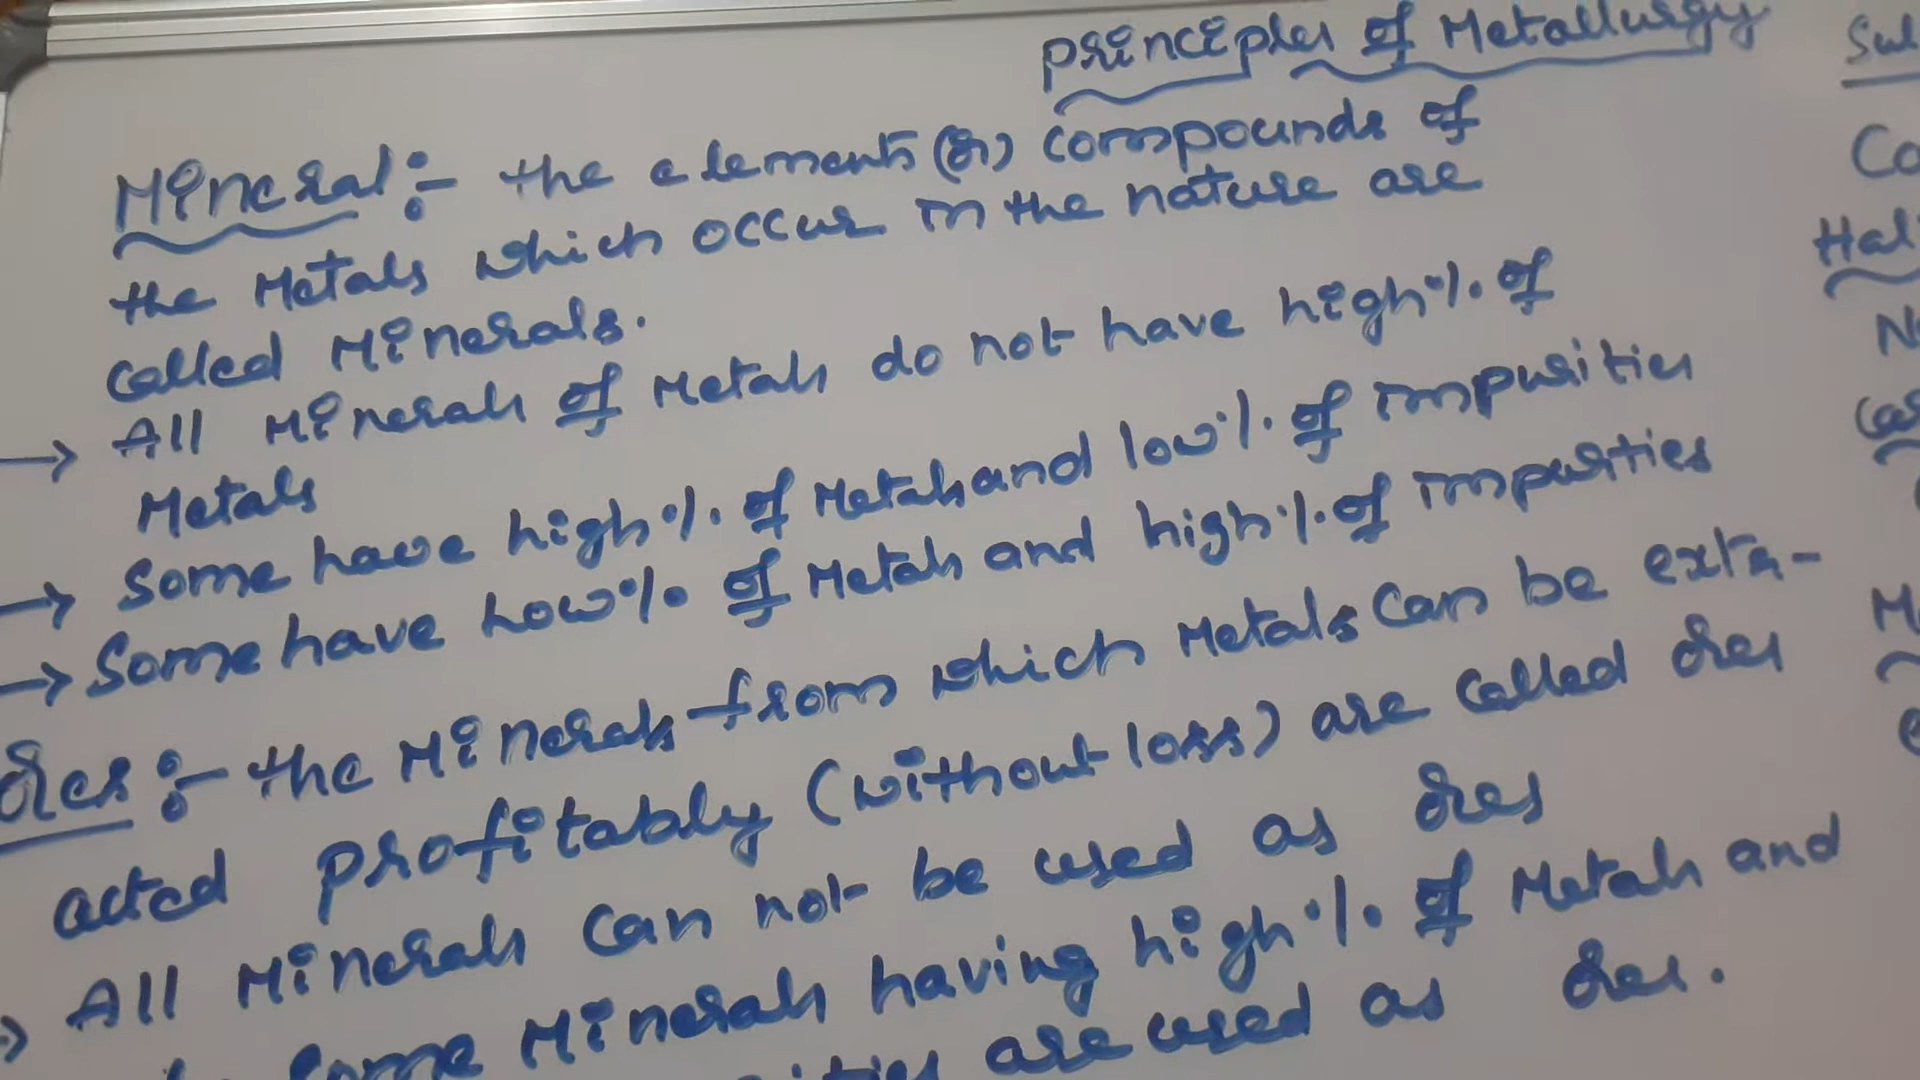 Principles of Metallurgy
Mineral :- the elements (or) compounds of
the Metals which occur in the nature are
called Minerals.
→ All Minerals of Metals do not have high % of
Metals
→ Some have high % of Metals and low % of impurities
→ Some have Low % of Metals and high % of impurities
Ores :- the Minerals from which Metals can be extr-
acted profitably (without loss) are called Ores
→ All Minerals can not be used as Ores
Some Minerals having high % of Metals and
are used as Ores.